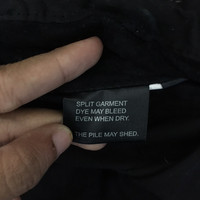 SPLIT GARMENT
DYE MAY BLEED
EVEN WHEN DRY.
THE PILE MAY SHED.